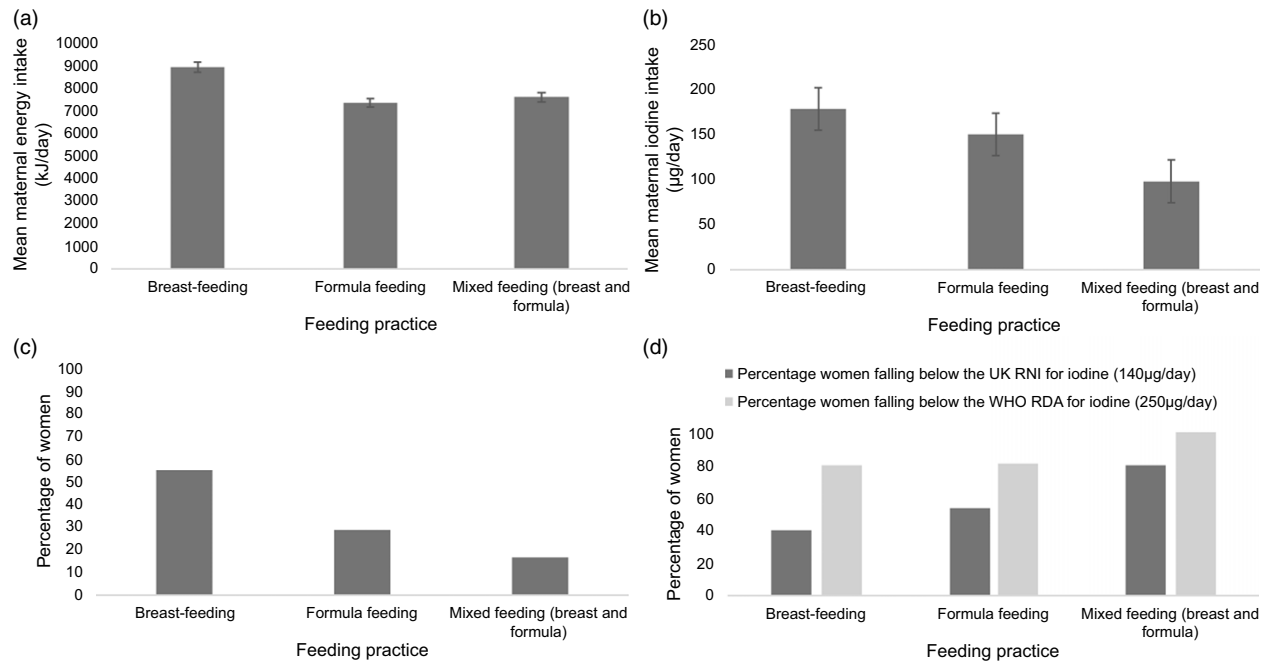 (a)
10000
9000
8000
7000
6000
5000
4000
3000
2000
1000
0
Mean maternal energy intake
(kJ/day)
Breast-feeding
Formula feeding
Mixed feeding (breast and
formula)
Feeding practice
(b)
250
200
150
100
50
0
Mean maternal iodine intake
(µg/day)
Breast-feeding
Formula feeding
Mixed feeding (breast and
formula)
Feeding practice
(c)
100
90
80
70
60
50
40
30
20
10
0
Percentage of women
Breast-feeding
Formula feeding
Mixed feeding (breast and
formula)
Feeding practice
(d)
Percentage women falling below the UK RNI for iodine (140µg/day)
Percentage women falling below the WHO RDA for iodine (250µg/day)
100
80
60
40
20
0
Percentage of women
Breast-feeding
Formula feeding
Mixed feeding (breast and
formula)
Feeding practice